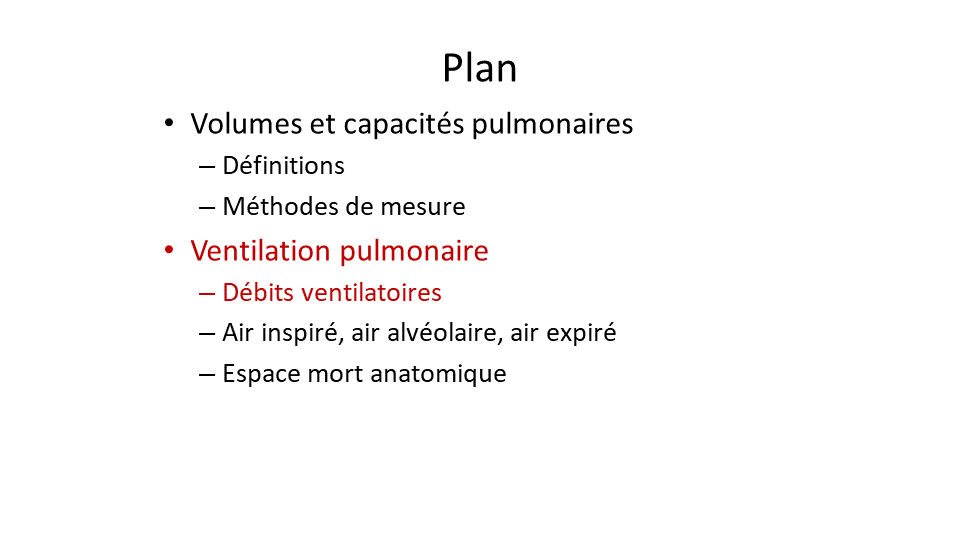 Plan
• Volumes et capacités pulmonaires
– Définitions
– Méthodes de mesure
• Ventilation pulmonaire
– Débits ventilatoires
– Air inspiré, air alvéolaire, air expiré
– Espace mort anatomique